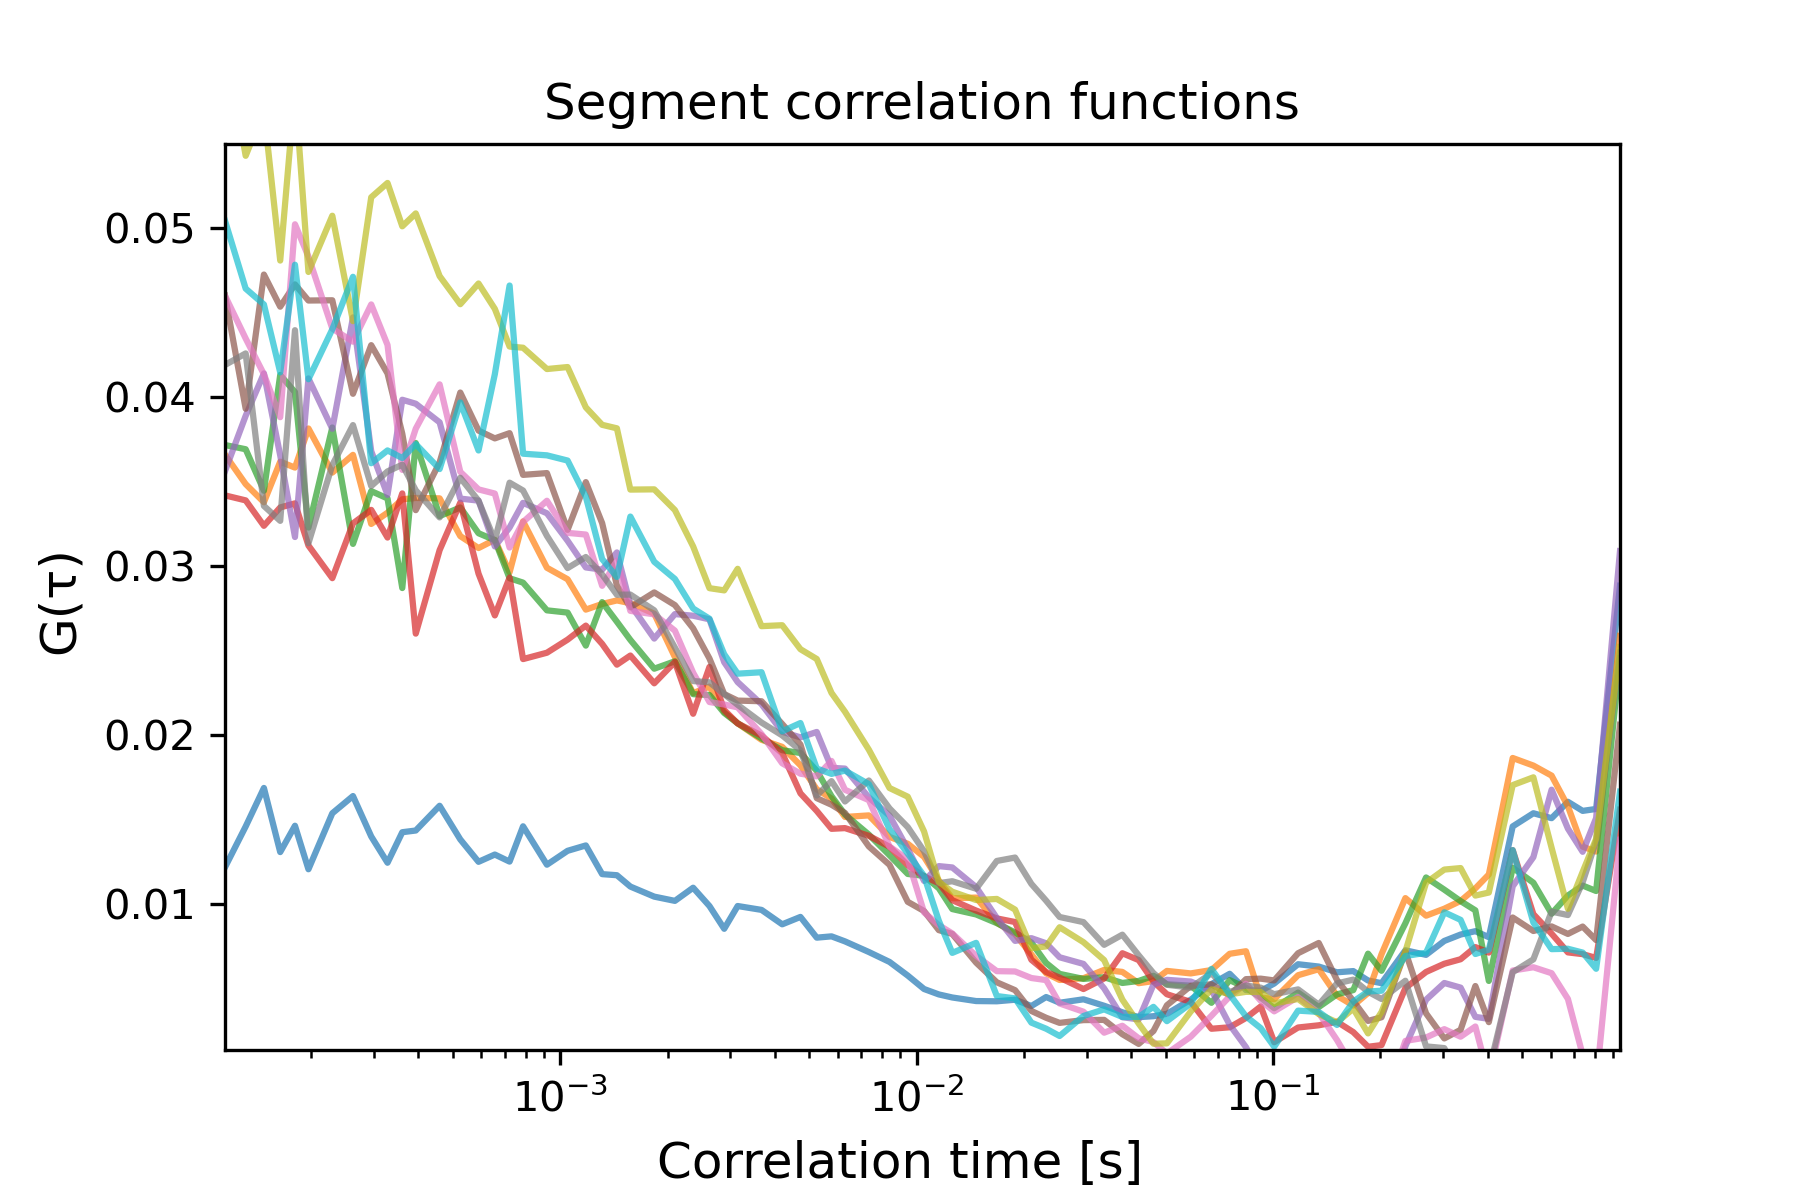 Segment correlation functions
0.05
0.04
0.03
0.02
0.01
G(τ)
10⁻³ 10⁻² 10⁻¹
Correlation time [s]